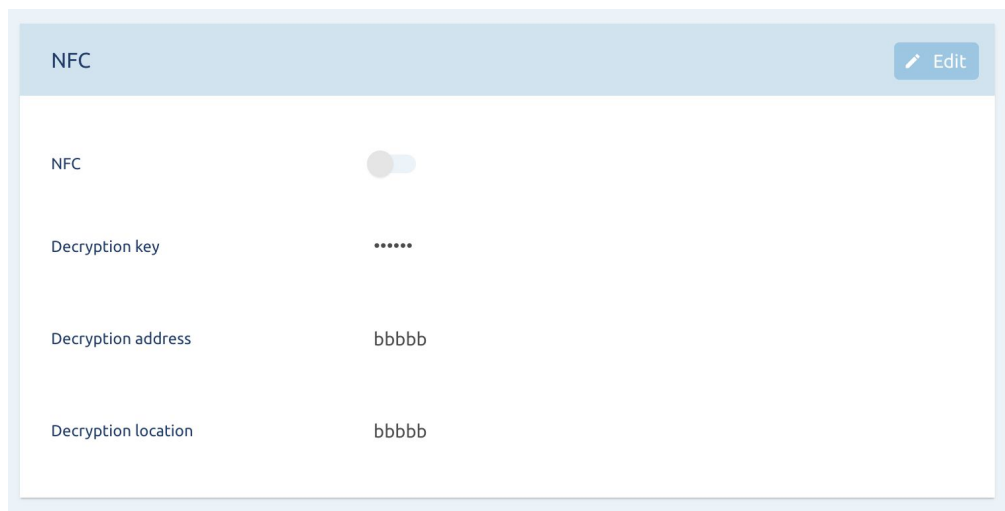 NFC
Edit
NFC
Decryption key
••••••
Decryption address
bbbbb
Decryption location
bbbbb